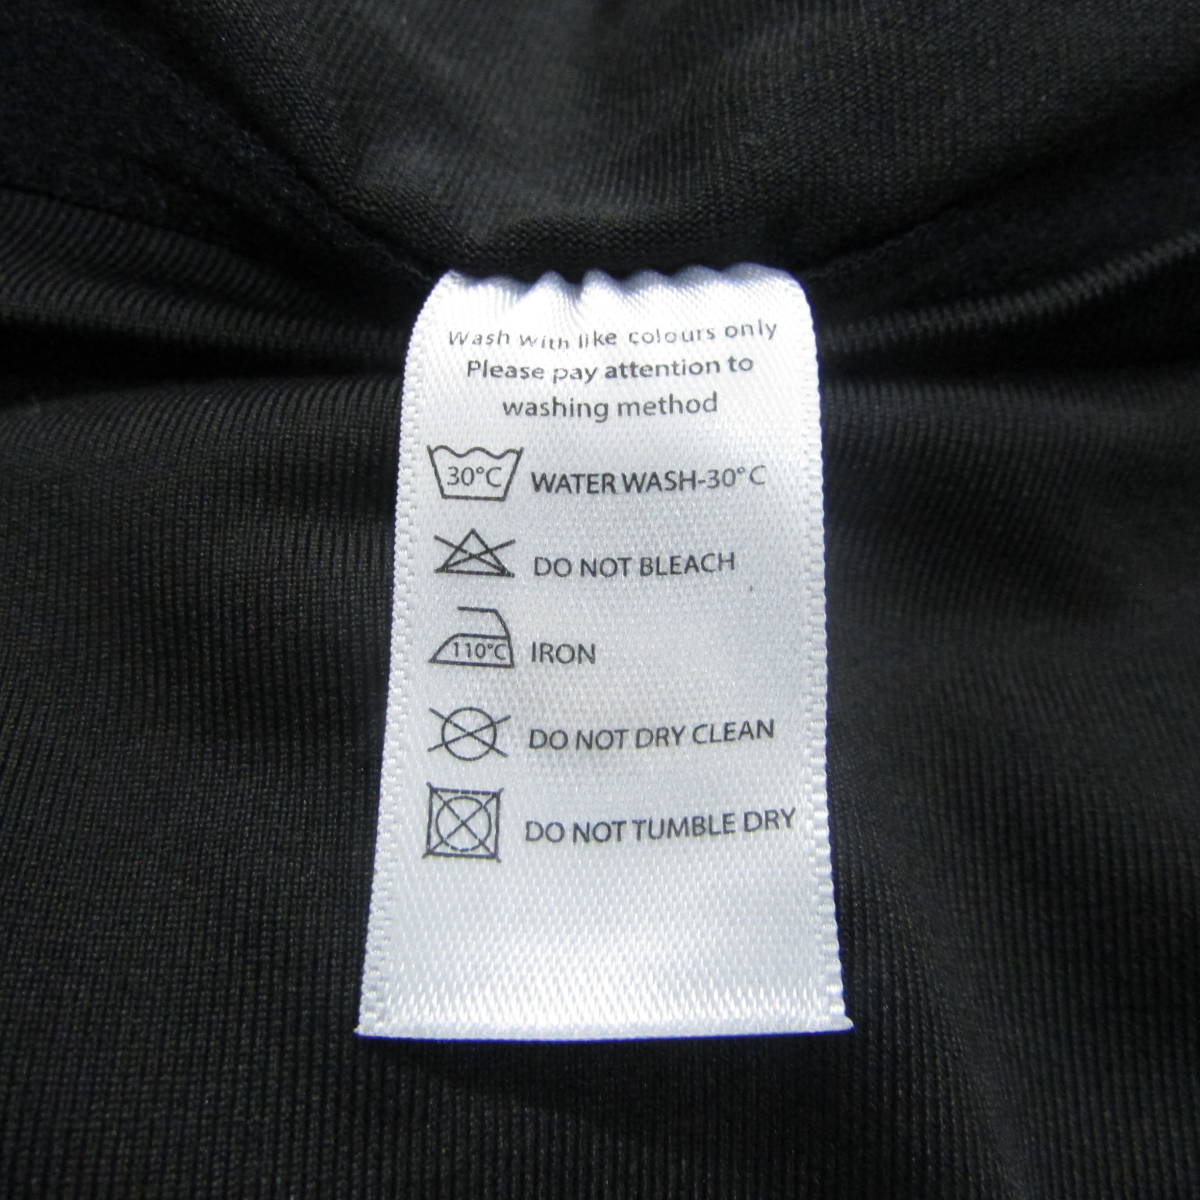 Wash with like colours only
Please pay attention to
washing method
30°C WATER WASH-30°C
DO NOT BLEACH
110°C IRON
DO NOT DRY CLEAN
DO NOT TUMBLE DRY